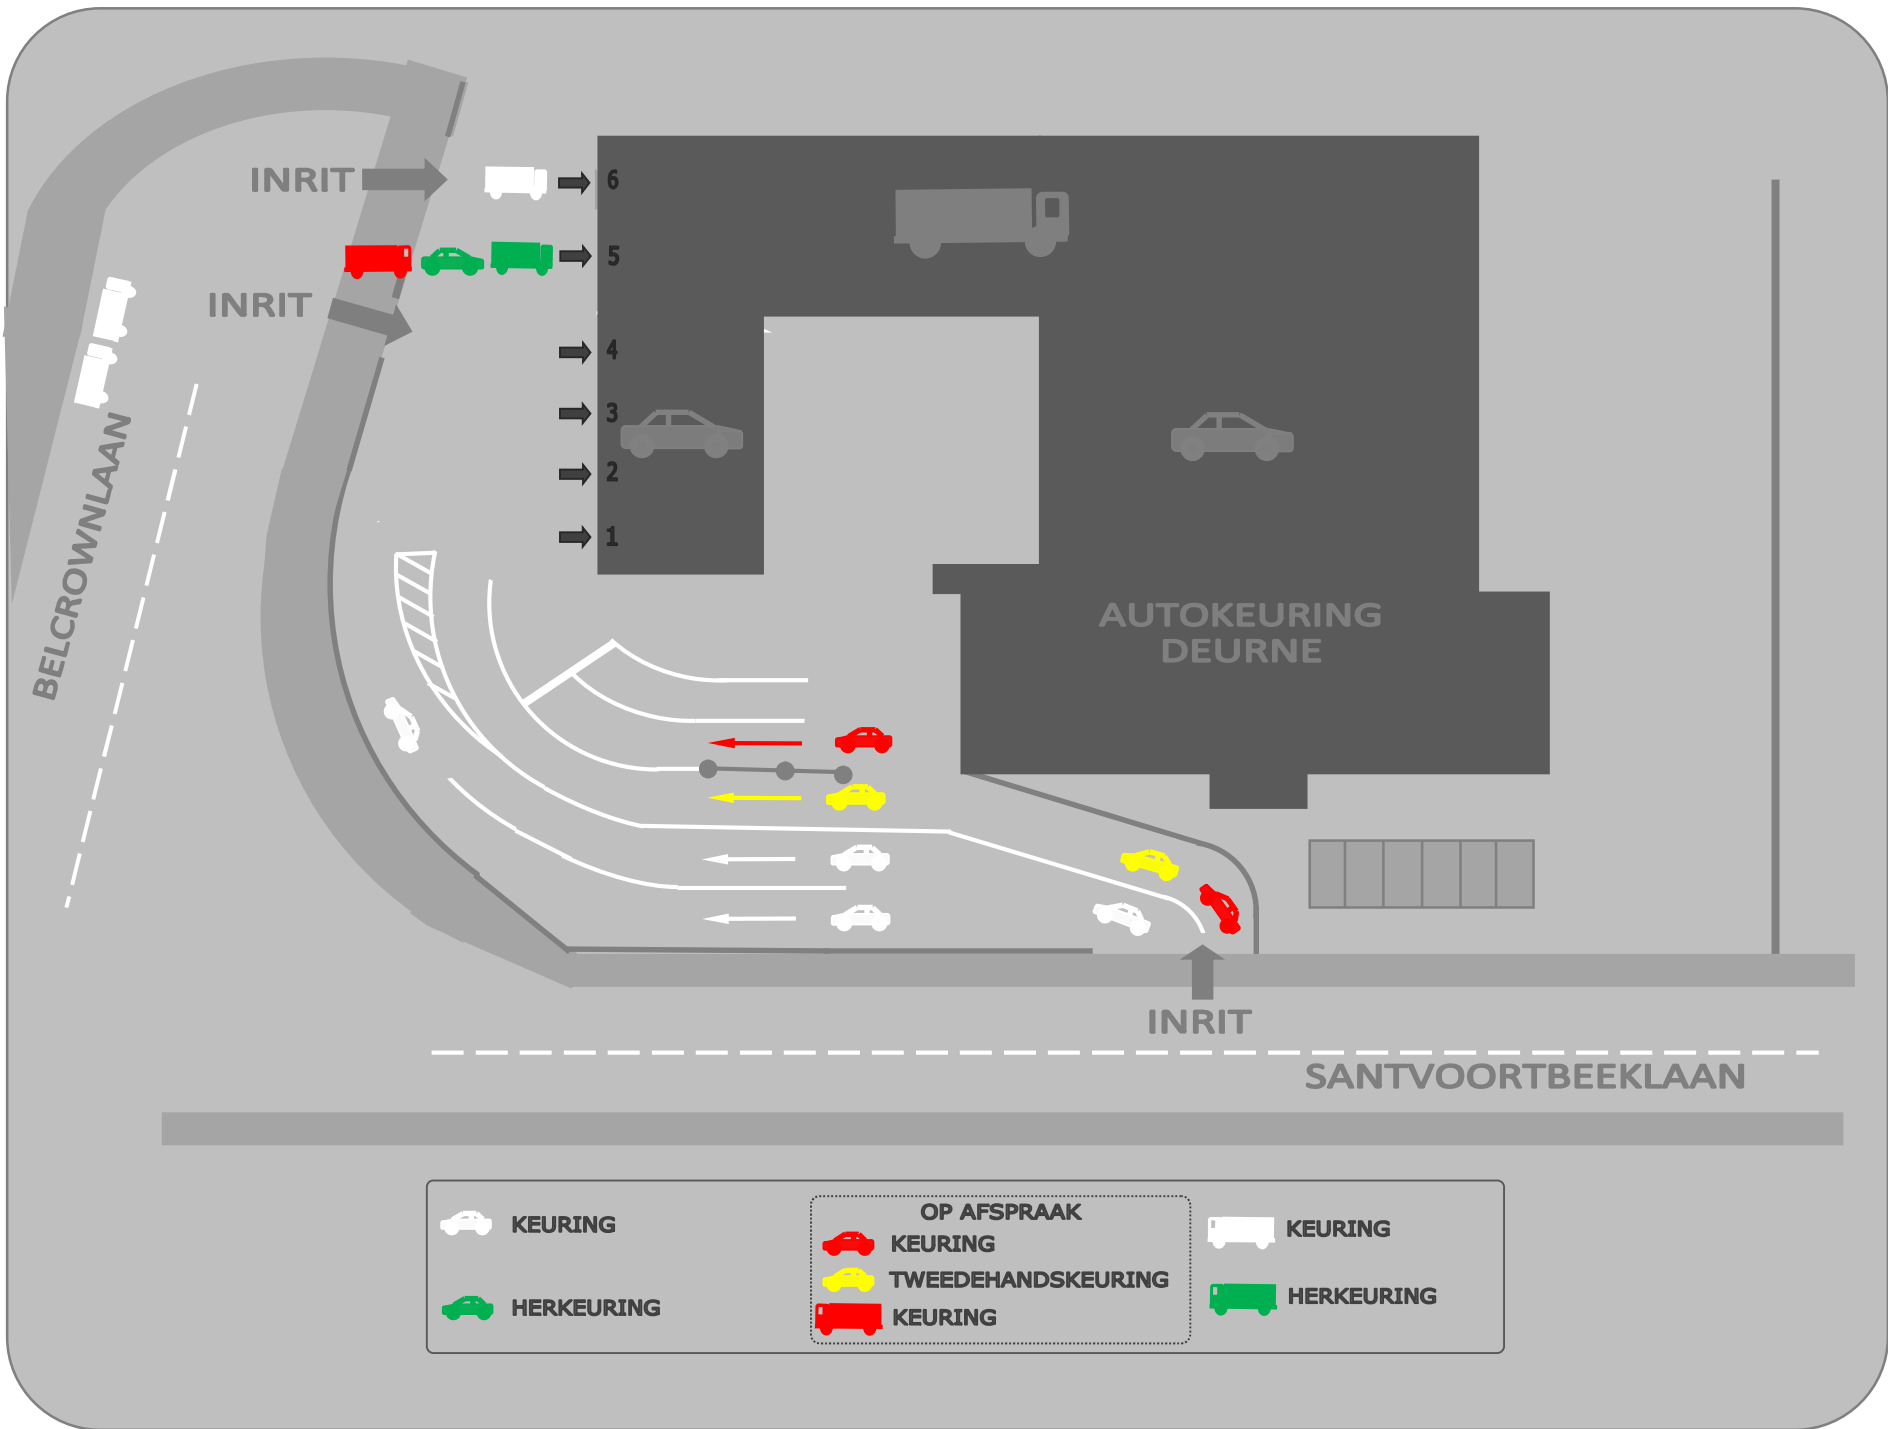 INRIT
6
5
INRIT
4
3
2
1
BELCROWNLAAN
AUTOKEURING
DEURNE
INRIT
SANTVOORTBEEKLAAN
KEURING
HERKEURING
OP AFSPRAAK
KEURING
TWEEDEHANDSKEURING
KEURING
KEURING
HERKEURING